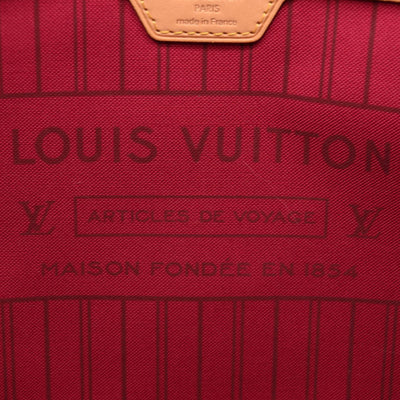 PARIS
made in France
LOUIS VUITTON
LV ARTICLES DE VOYAGE LV
MAISON FONDÉE EN 1854